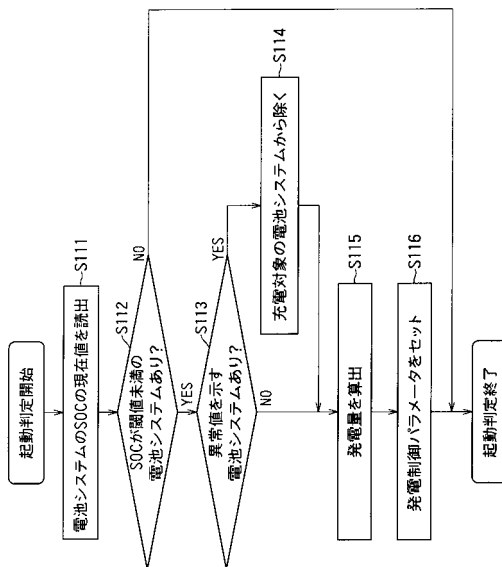 起動判定開始
電池システムのSOCの現在値を読出
S111
SOCが閾値未満の
電池システムあり?
S112
NO
YES
異常値を示す
電池システムあり?
S113
YES
NO
充電対象の電池システムから除く
S114
発電量を算出
S115
発電制御パラメータをセット
S116
起動判定終了